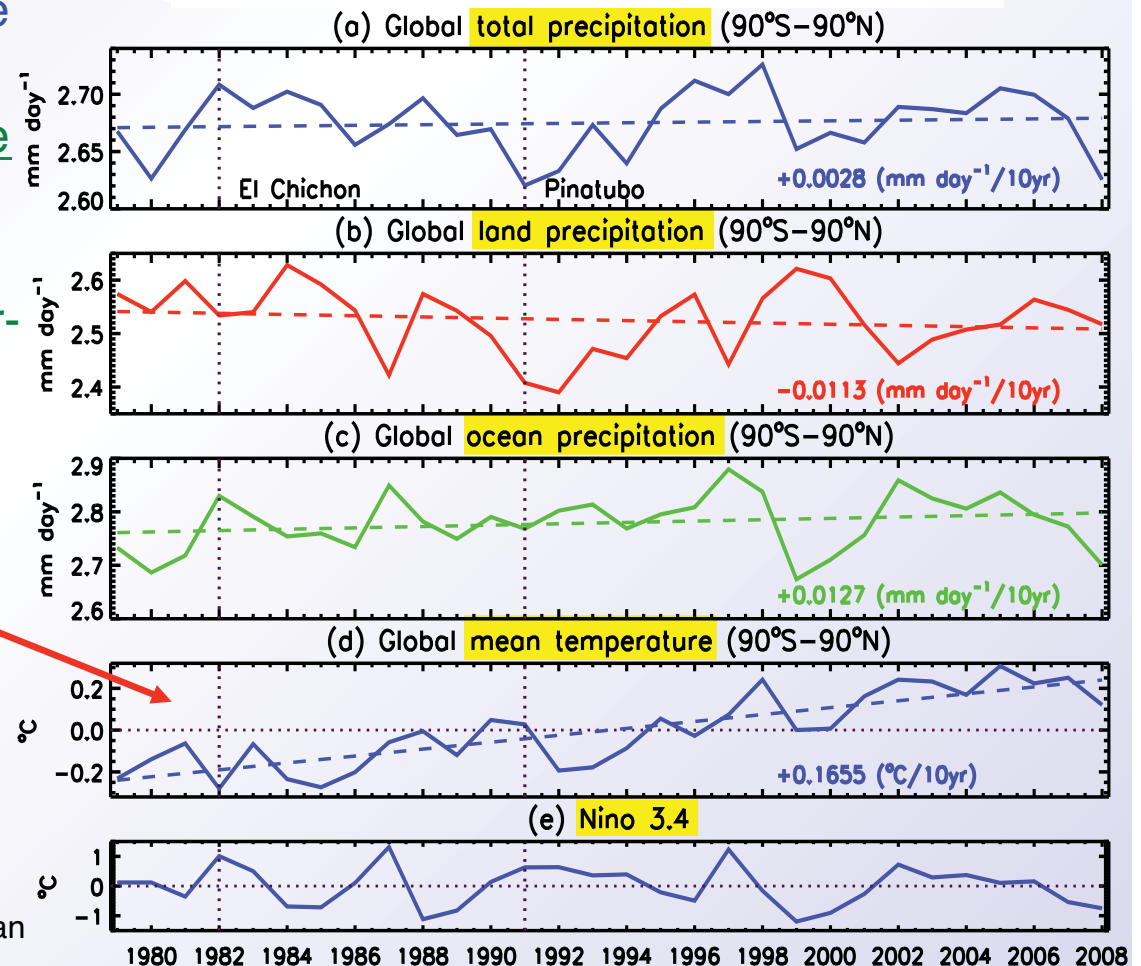 (a) Global total precipitation (90°S–90°N)
mm day⁻¹
2.70
2.65
2.60
El Chichon
Pinatubo
+0.0028 (mm day⁻¹/10yr)
(b) Global land precipitation (90°S–90°N)
mm day⁻¹
2.6
2.5
2.4
−0.0113 (mm day⁻¹/10yr)
(c) Global ocean precipitation (90°S–90°N)
mm day⁻¹
2.9
2.8
2.7
2.6
+0.0127 (mm day⁻¹/10yr)
(d) Global mean temperature (90°S–90°N)
°C
0.2
0.0
−0.2
+0.1655 (°C/10yr)
(e) Nino 3.4
°C
1
0
−1
an
1980 1982 1984 1986 1988 1990 1992 1994 1996 1998 2000 2002 2004 2006 2008